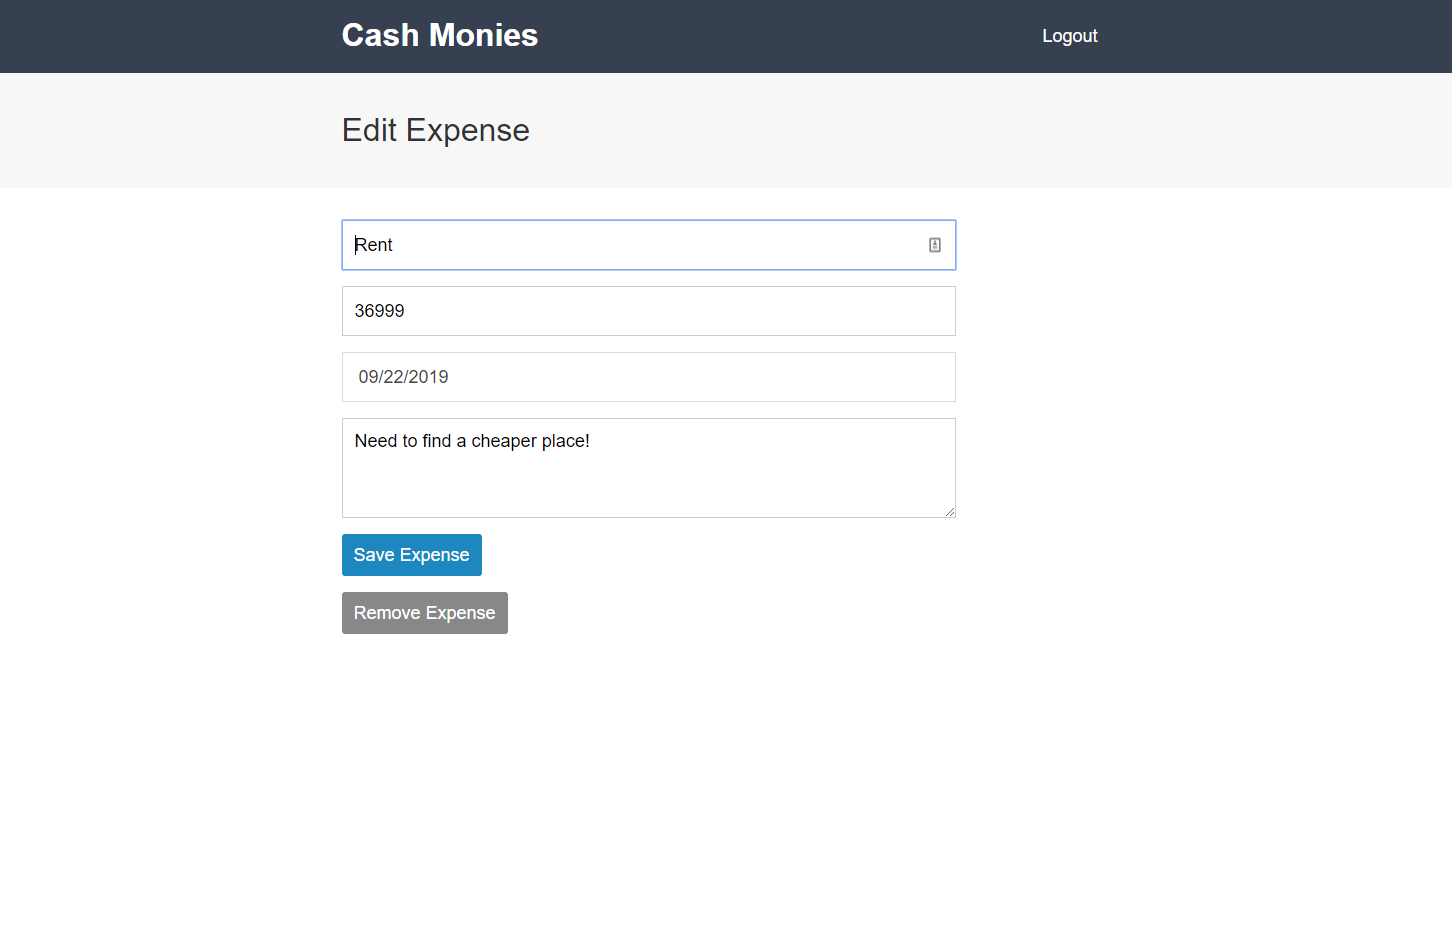 Cash Monies
Logout
Edit Expense
Rent
36999
09/22/2019
Need to find a cheaper place!
Save Expense
Remove Expense